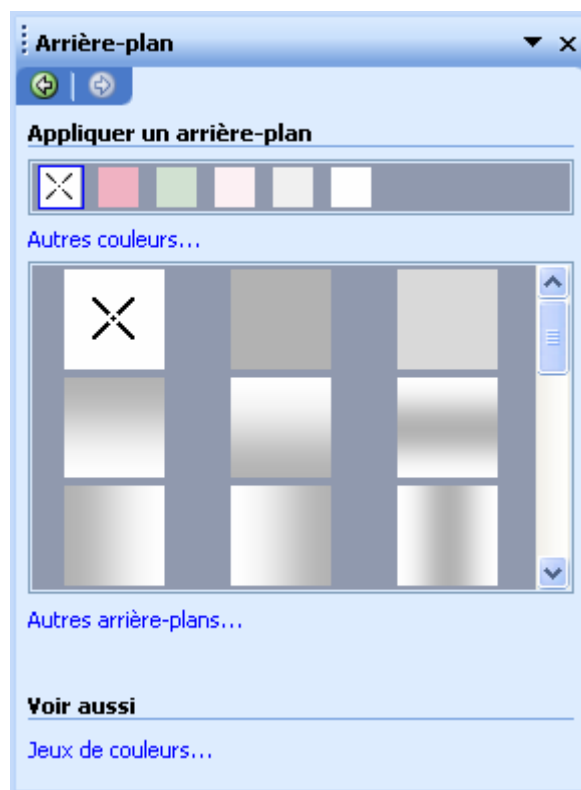 Arrière-plan
Appliquer un arrière-plan
Autres couleurs...
Autres arrière-plans...
Voir aussi
Jeux de couleurs...